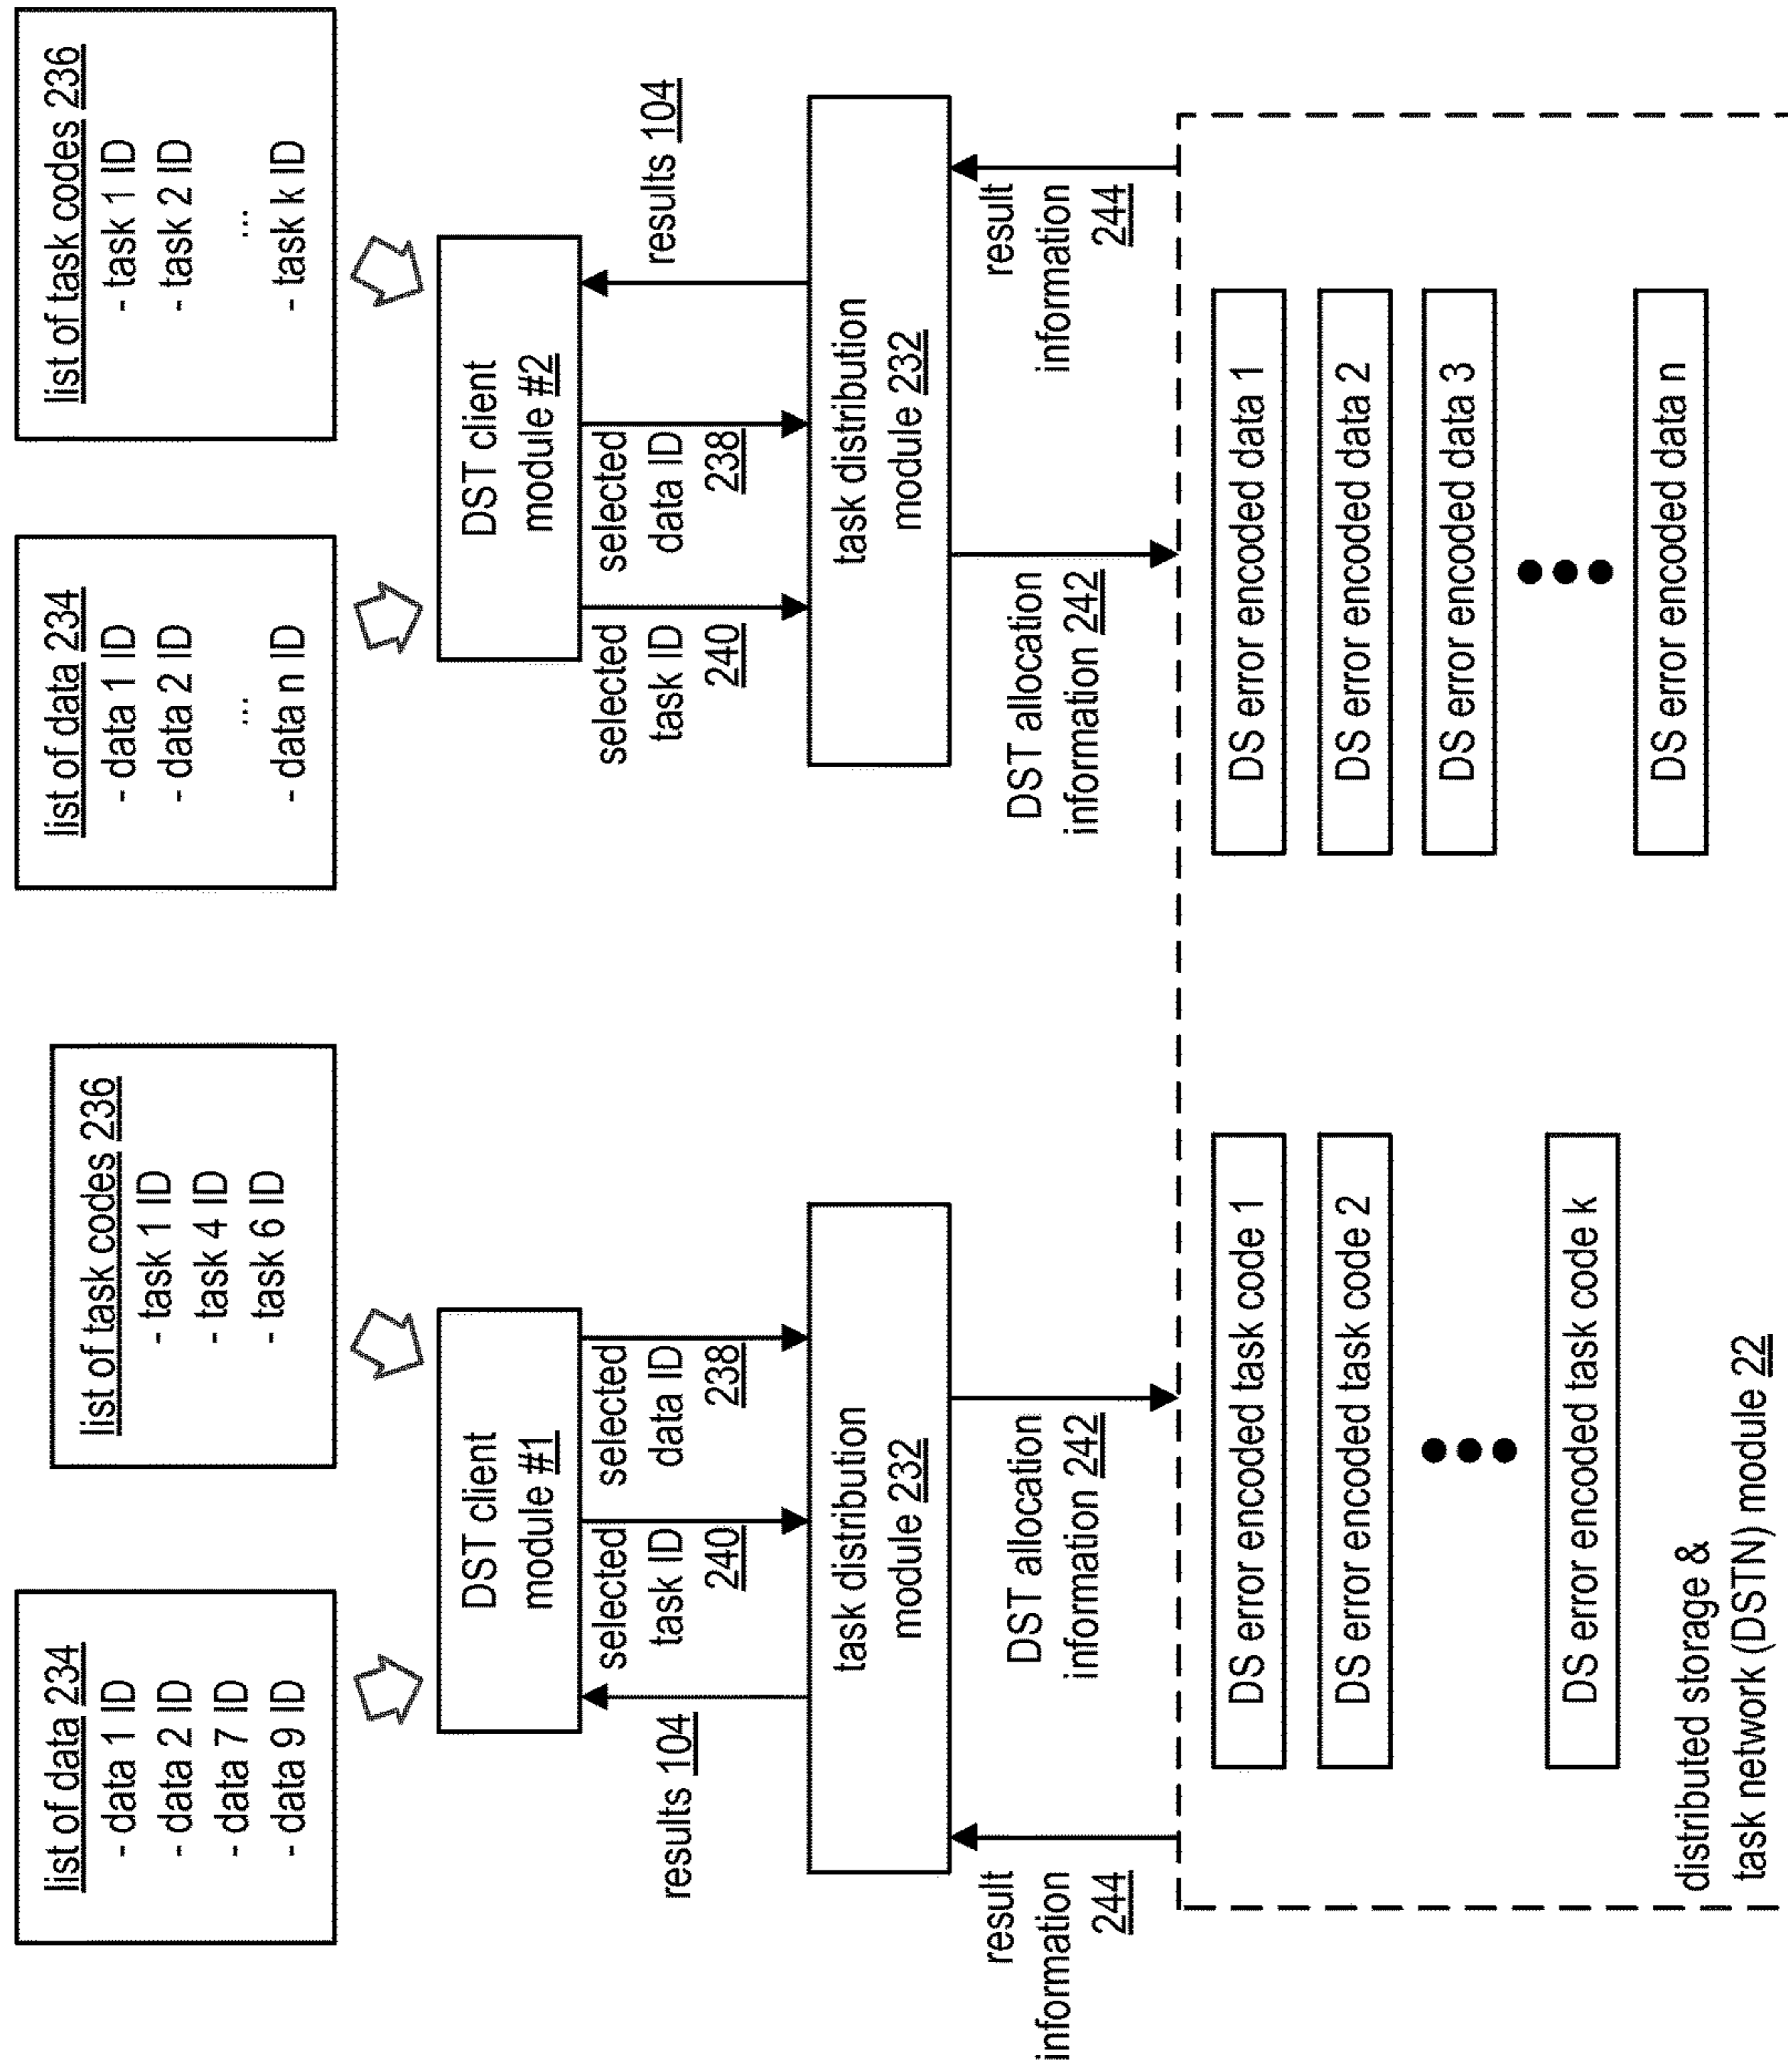 list of data 234
- data 1 ID
- data 2 ID
- data 7 ID
- data 9 ID
list of task codes 236
- task 1 ID
- task 4 ID
- task 6 ID
list of data 234
- data 1 ID
- data 2 ID
...
- data n ID
list of task codes 236
- task 1 ID
- task 2 ID
...
- task k ID
DST client
module #1
DST client
module #2
results 104
selected
task ID
240
selected
data ID
238
selected
task ID
240
selected
data ID
238
results 104
task distribution
module 232
task distribution
module 232
result
information
244
DST allocation
information 242
DST allocation
information 242
result
information
244
DS error encoded task code 1
DS error encoded task code 2
DS error encoded task code k
DS error encoded data 1
DS error encoded data 2
DS error encoded data 3
DS error encoded data n
distributed storage &
task network (DSTN) module 22